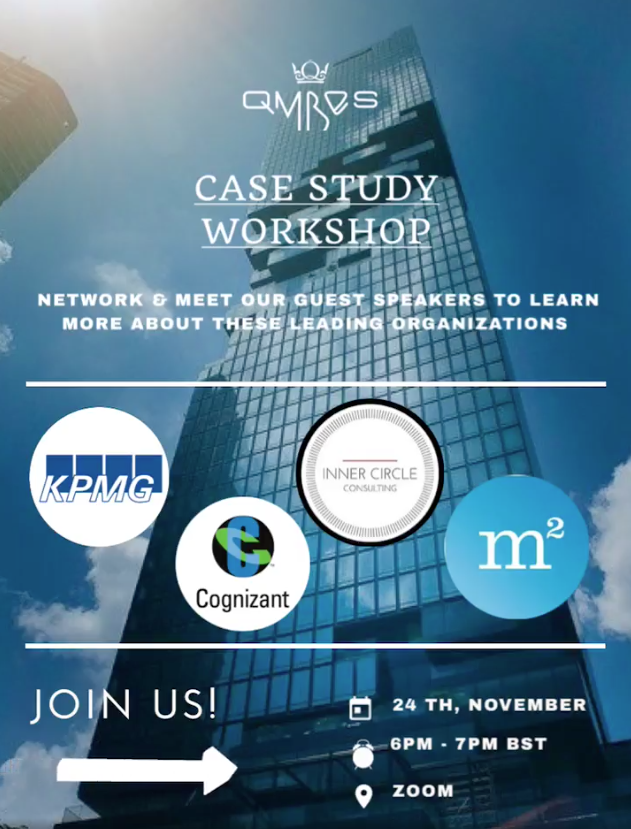 QMBCS
CASE STUDY
WORKSHOP
NETWORK & MEET OUR GUEST SPEAKERS TO LEARN
MORE ABOUT THESE LEADING ORGANIZATIONS
KPMG
INNER CIRCLE
CONSULTING
m²
Cognizant
JOIN US!
24 TH, NOVEMBER
6PM - 7PM BST
ZOOM